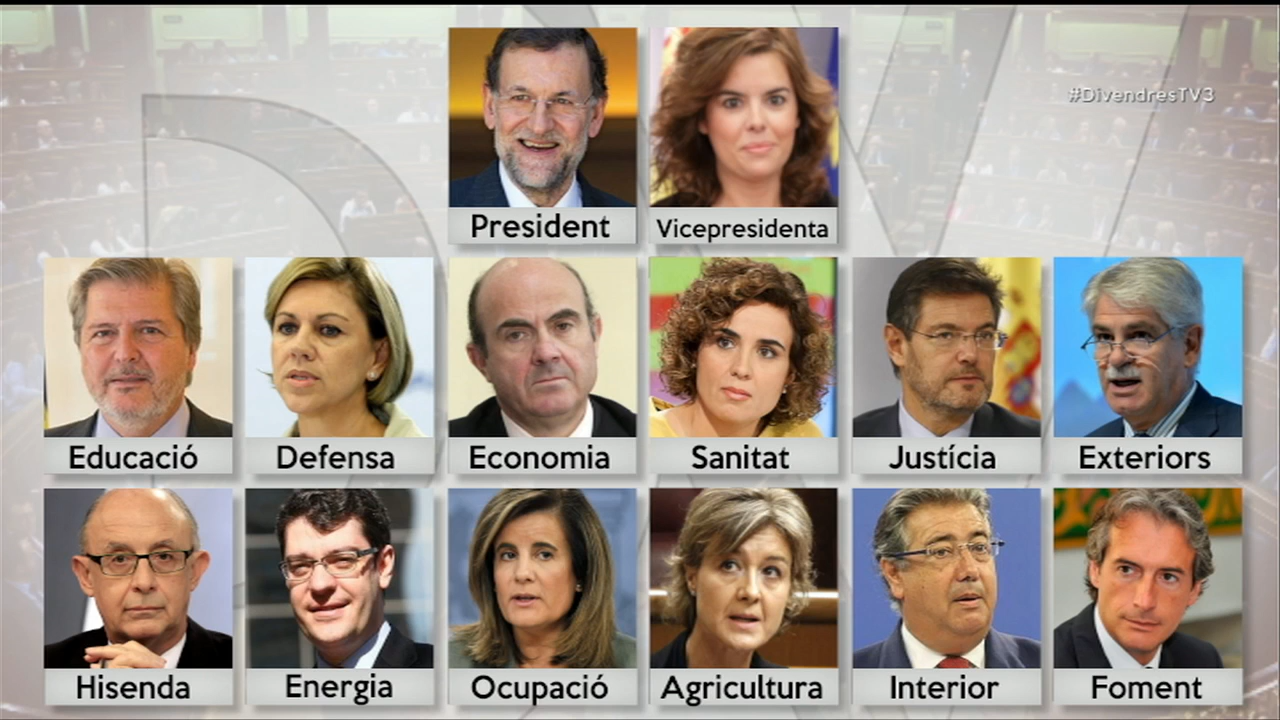 #DivendresTV3
President
Vicepresidenta
Educació
Defensa
Economia
Sanitat
Justícia
Exteriors
Hisenda
Energia
Ocupació
Agricultura
Interior
Foment